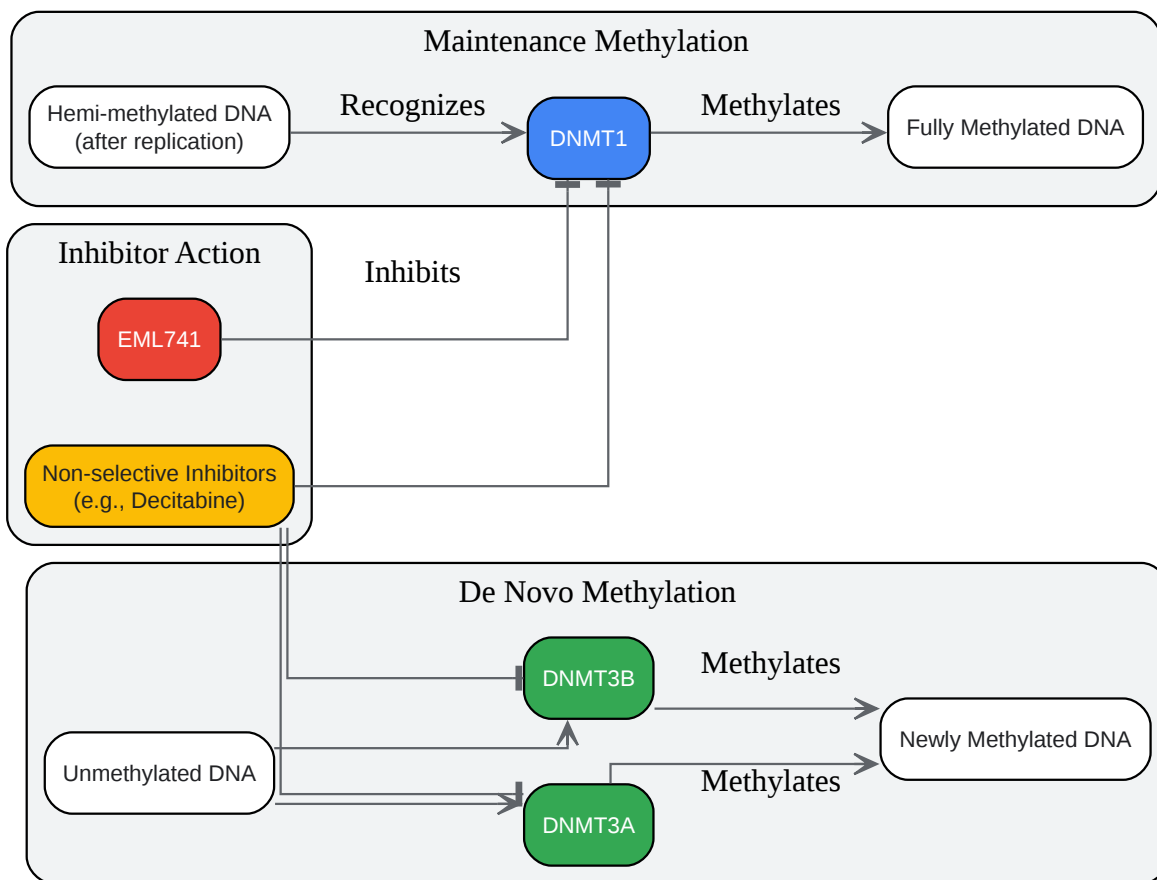 Maintenance Methylation
Hemi-methylated DNA
(after replication)
Recognizes
DNMT1
Methylates
Fully Methylated DNA
Inhibitor Action
Inhibits
EML741
Non-selective Inhibitors
(e.g., Decitabine)
De Novo Methylation
DNMT3B
Methylates
Unmethylated DNA
Newly Methylated DNA
Methylates
DNMT3A